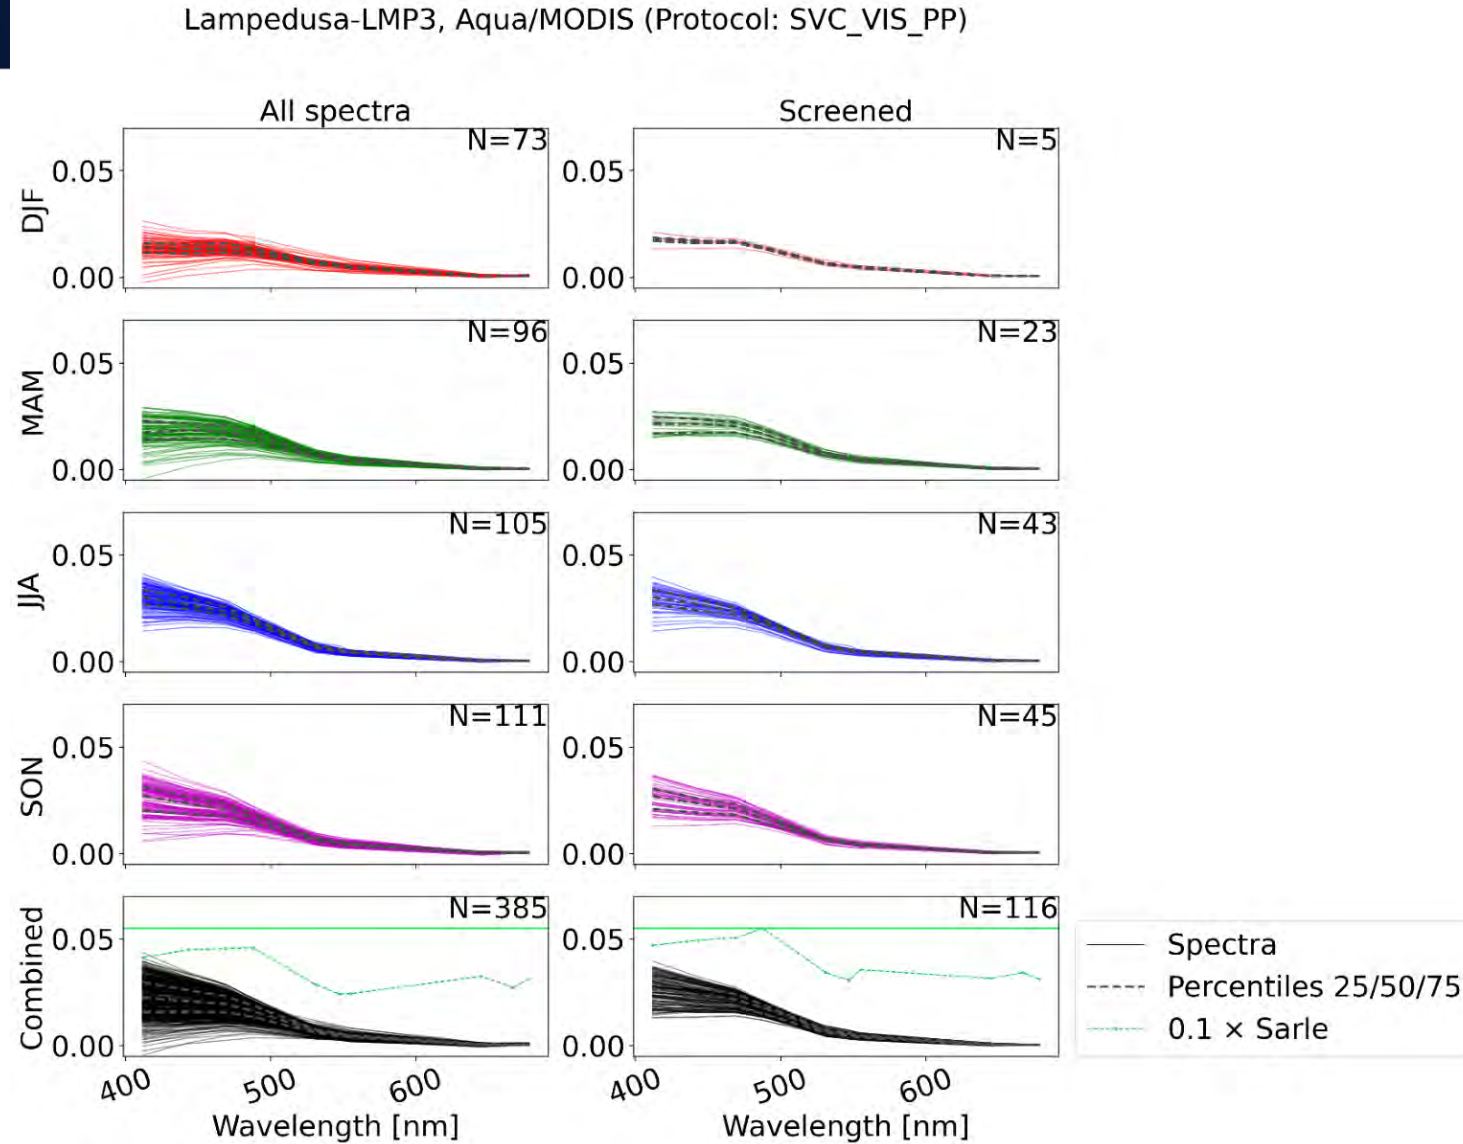 Lampedusa-LMP3, Aqua/MODIS (Protocol: SVC_VIS_PP)
All spectra
Screened
DJF
0.05
0.00
N=73
0.05
0.00
N=5
MAM
0.05
0.00
N=96
0.05
0.00
N=23
JJA
0.05
0.00
N=105
0.05
0.00
N=43
SON
0.05
0.00
N=111
0.05
0.00
N=45
Combined
0.05
0.00
N=385
0.05
0.00
N=116
400 500 600
400 500 600
Wavelength [nm]
Wavelength [nm]
Spectra
Percentiles 25/50/75
0.1 × Sarle